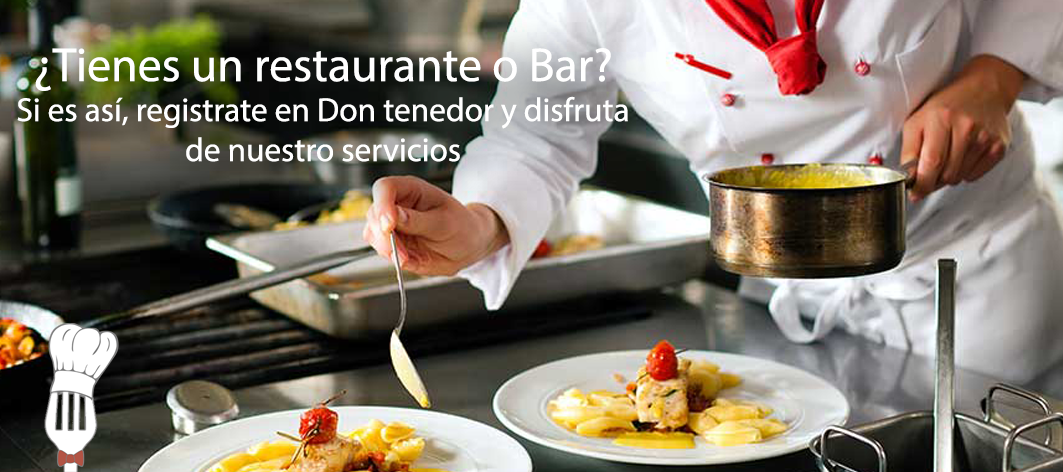 ¿Tienes un restaurante o Bar?
Si es así, registrate en Don tenedor y disfruta
de nuestro servicios